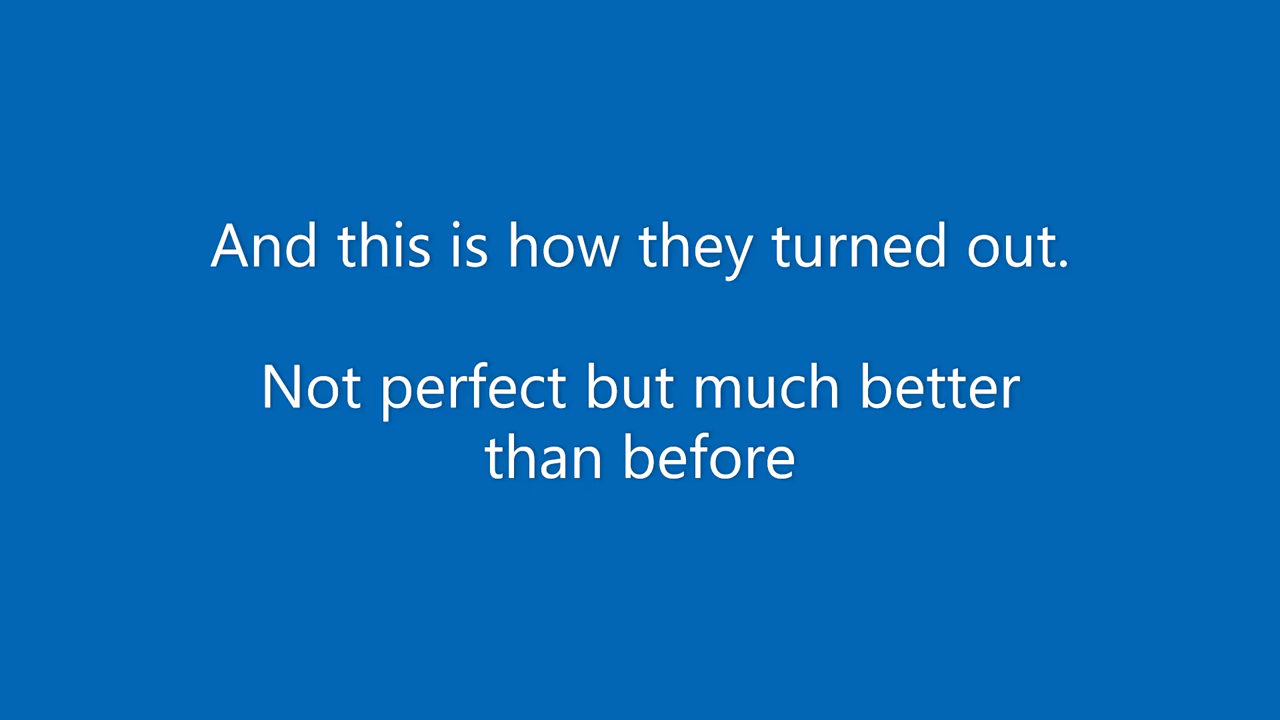 And this is how they turned out.
Not perfect but much better
than before